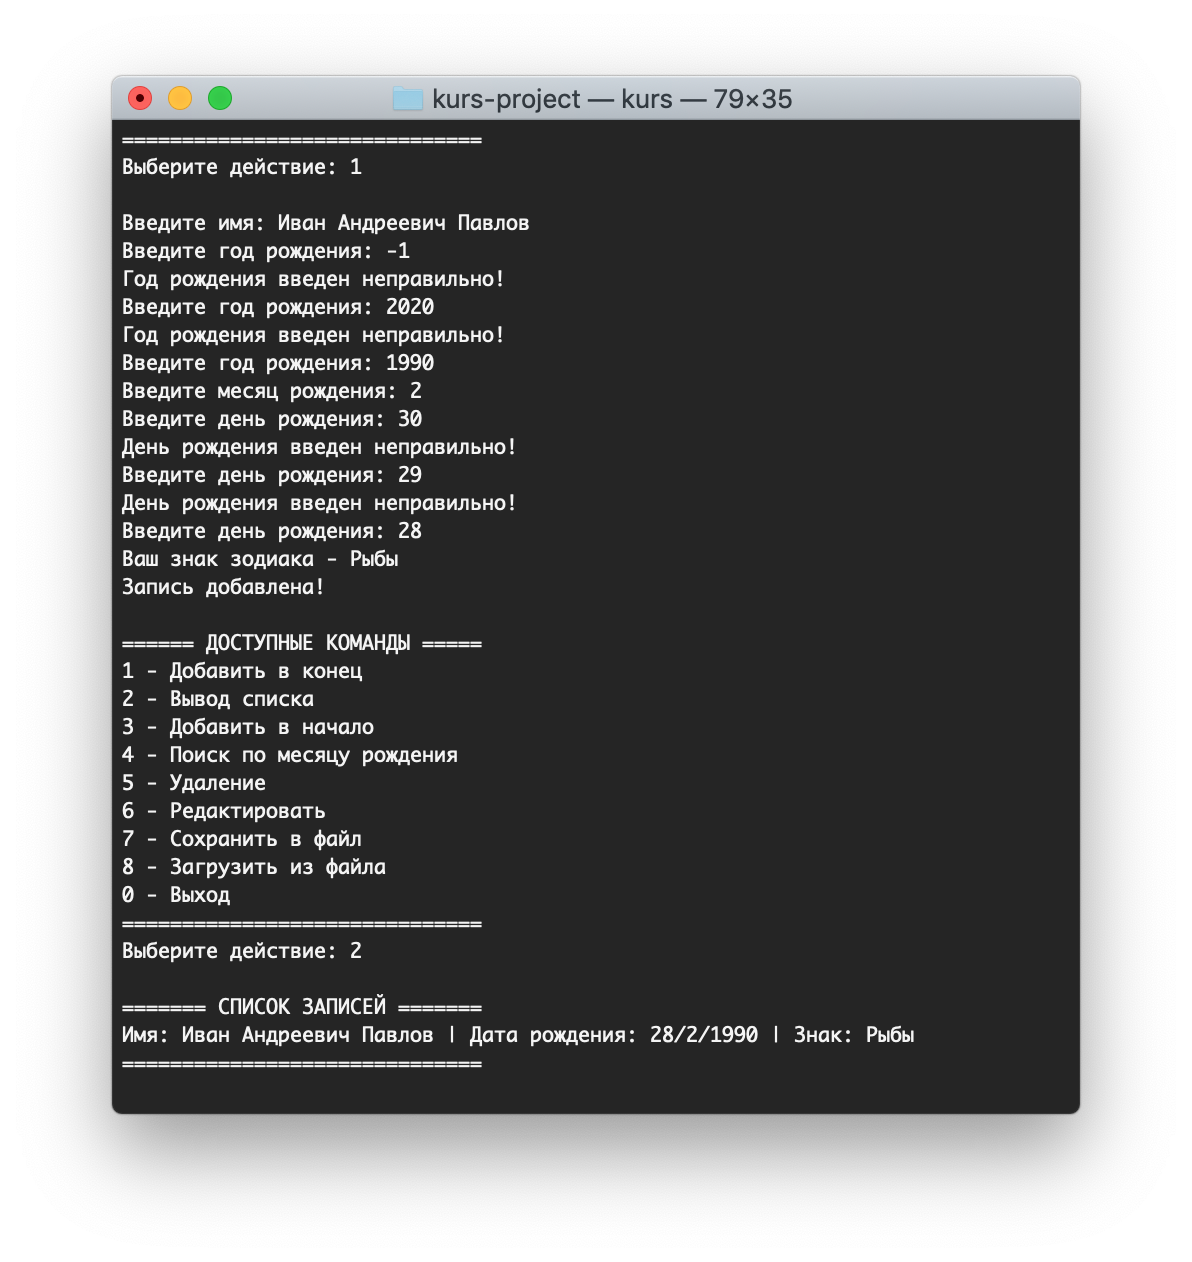 kurs-project — kurs — 79×35
==============================
Выберите действие: 1
Введите имя: Иван Андреевич Павлов
Введите год рождения: -1
Год рождения введен неправильно!
Введите год рождения: 2020
Год рождения введен неправильно!
Введите год рождения: 1990
Введите месяц рождения: 2
Введите день рождения: 30
День рождения введен неправильно!
Введите день рождения: 29
День рождения введен неправильно!
Введите день рождения: 28
Ваш знак зодиака - Рыбы
Запись добавлена!
====== ДОСТУПНЫЕ КОМАНДЫ =====
1 - Добавить в конец
2 - Вывод списка
3 - Добавить в начало
4 - Поиск по месяцу рождения
5 - Удаление
6 - Редактировать
7 - Сохранить в файл
8 - Загрузить из файла
0 - Выход
==============================
Выберите действие: 2
======= СПИСОК ЗАПИСЕЙ =======
Имя: Иван Андреевич Павлов | Дата рождения: 28/2/1990 | Знак: Рыбы
==============================